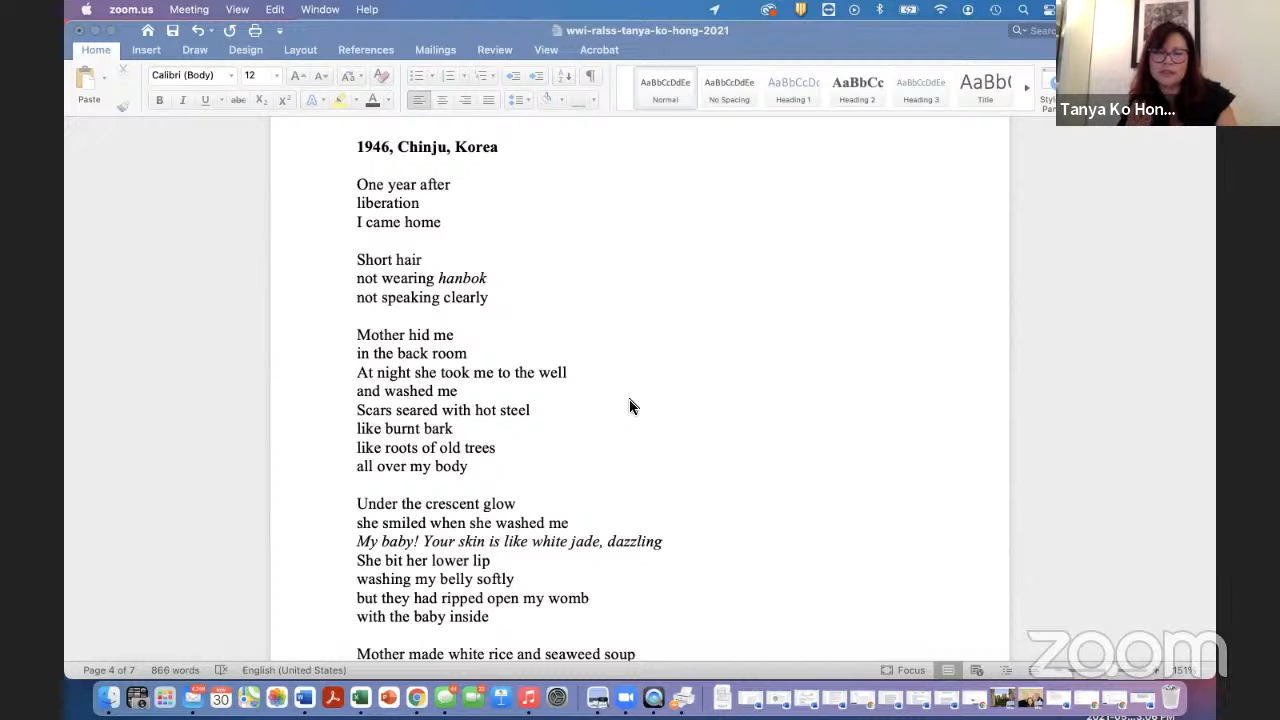 zoom.us Meeting View Edit Window Help
wwi-ralss-tanya-ko-hong-2021
Home Insert Draw Design Layout References Mailings Review View Acrobat
Paste
Calibri (Body) 12
AaBbCcDdEe AaBbCcDdEe AaBbCcDc AaBbCc AaBbCcDdEe AaBb(
Normal No Spacing Heading 1 Heading 2 Heading 3 Title
Tanya Ko Hon...
1946, Chinju, Korea
One year after
liberation
I came home
Short hair
not wearing hanbok
not speaking clearly
Mother hid me
in the back room
At night she took me to the well
and washed me
Scars seared with hot steel
like burnt bark
like roots of old trees
all over my body
Under the crescent glow
she smiled when she washed me
My baby! Your skin is like white jade, dazzling
She bit her lower lip
washing my belly softly
but they had ripped open my womb
with the baby inside
Mother made white rice and seaweed soup
zoom
Page 4 of 7 866 words English (United States) Focus 151%